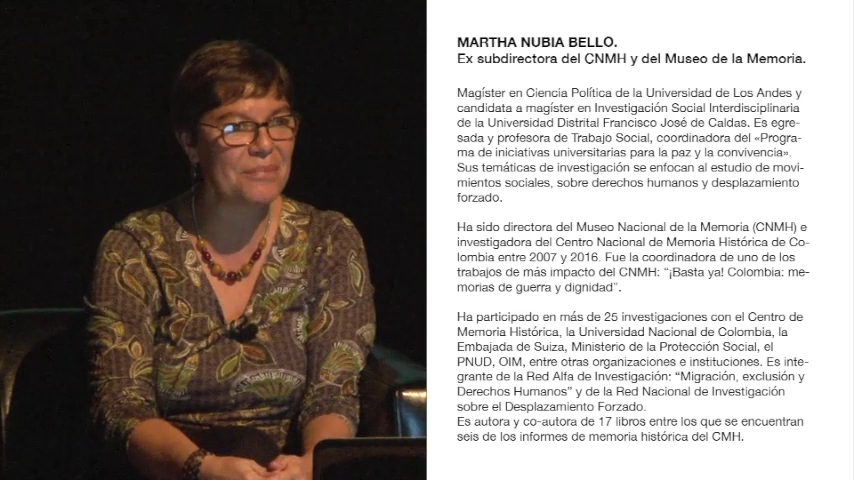 MARTHA NUBIA BELLO.
Ex subdirectora del CNMH y del Museo de la Memoria.
Magíster en Ciencia Política de la Universidad de Los Andes y
candidata a magíster en Investigación Social Interdisciplinaria
de la Universidad Distrital Francisco José de Caldas. Es egre-
sada y profesora de Trabajo Social, coordinadora del «Progra-
ma de iniciativas universitarias para la paz y la convivencia».
Sus temáticas de investigación se enfocan al estudio de movi-
mientos sociales, sobre derechos humanos y desplazamiento
forzado.
Ha sido directora del Museo Nacional de la Memoria (CNMH) e
investigadora del Centro Nacional de Memoria Histórica de Co-
lombia entre 2007 y 2016. Fue la coordinadora de uno de los
trabajos de más impacto del CNMH: “¡Basta ya! Colombia: me-
morias de guerra y dignidad”.
Ha participado en más de 25 investigaciones con el Centro de
Memoria Histórica, la Universidad Nacional de Colombia, la
Embajada de Suiza, Ministerio de la Protección Social, el
PNUD, OIM, entre otras organizaciones e instituciones. Es inte-
grante de la Red Alfa de Investigación: “Migración, exclusión y
Derechos Humanos” y de la Red Nacional de Investigación
sobre el Desplazamiento Forzado.
Es autora y co-autora de 17 libros entre los que se encuentran
seis de los informes de memoria histórica del CMH.